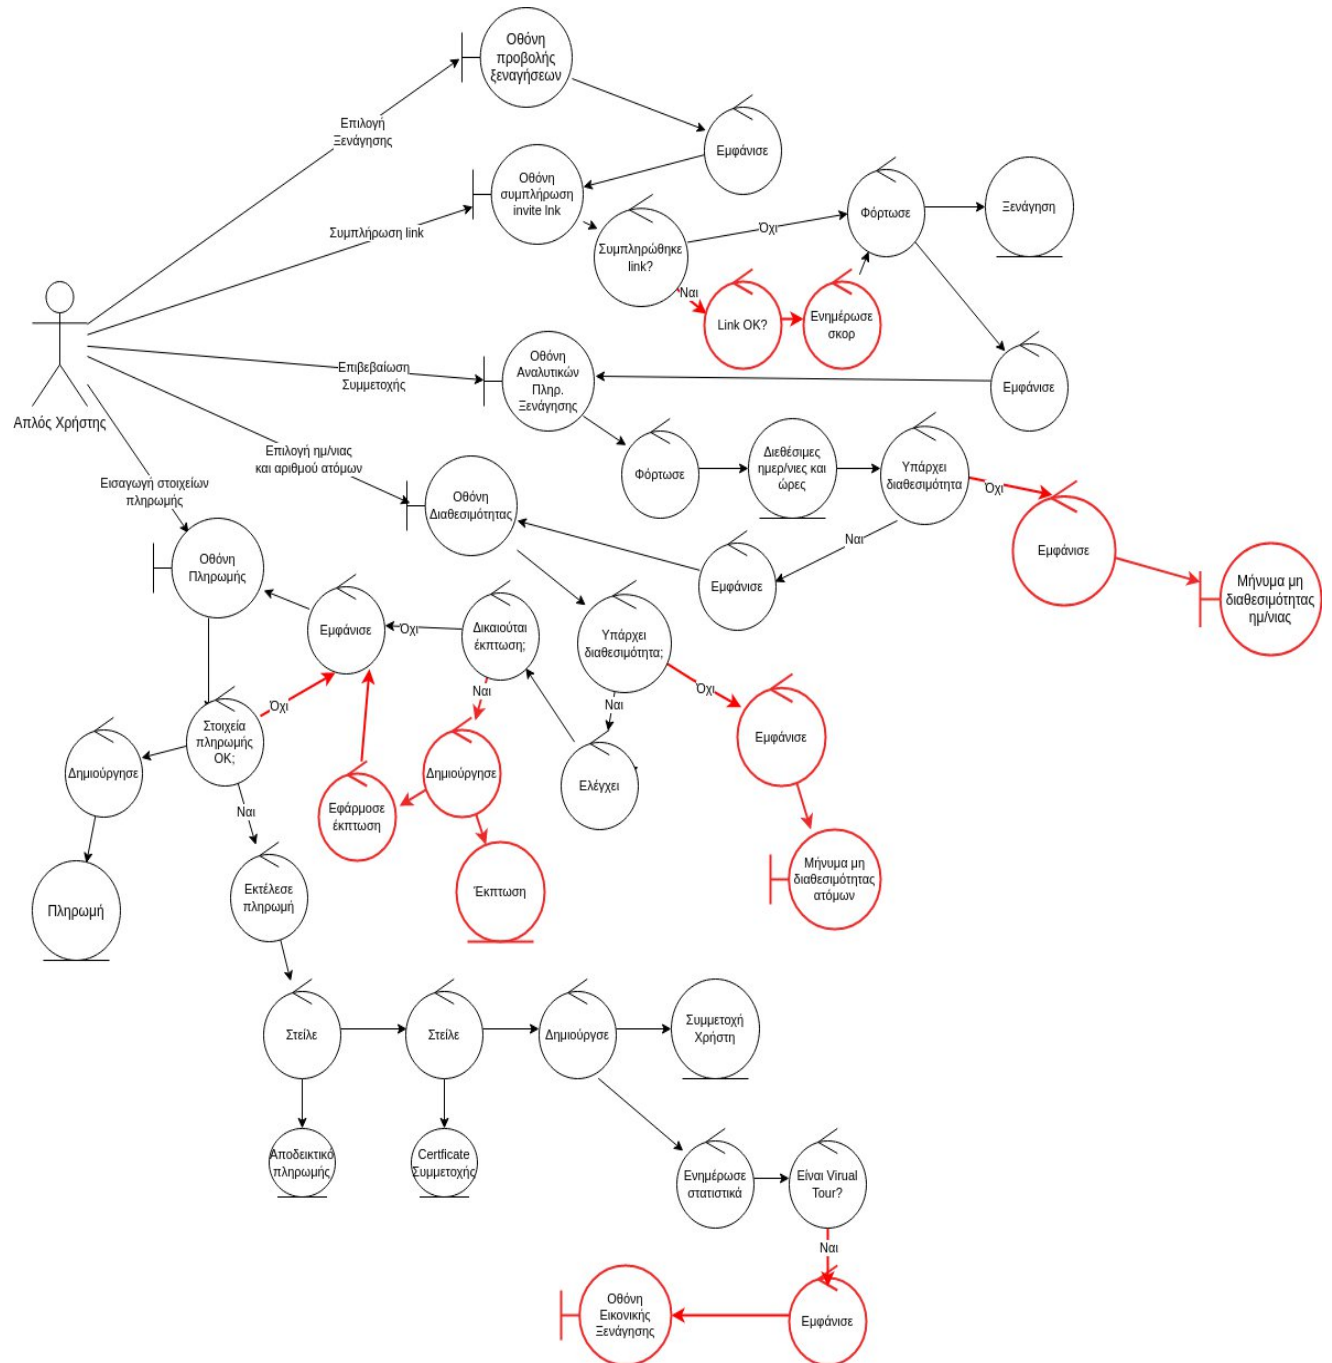 Οθόνη
προβολής
ξεναγήσεων
Επιλογή
Ξενάγησης
Εμφάνισε
Οθόνη
συμπλήρωση
invite lnk
Συμπλήρωση link
Συμπληρώθηκε
link?
Όχι
Φόρτωσε
Ξενάγηση
Ναι
Link OK?
Ενημέρωσε
σκορ
Απλός Χρήστης
Επιβεβαίωση
Συμμετοχής
Οθόνη
Αναλυτικών
Πληρ.
Ξενάγησης
Εμφάνισε
Επιλογή ημ/νιας
και αριθμού ατόμων
Φόρτωσε
Διεθέσιμες
ημερ/νιες και
ώρες
Υπάρχει
διαθεσιμότητα
Όχι
Εμφάνισε
Μήνυμα μη
διαθεσιμότητας
ημ/νιας
Ναι
Εμφάνισε
Εισαγωγή στοιχείων
πληρωμής
Οθόνη
Διαθεσιμότητας
Οθόνη
Πληρωμής
Εμφάνισε
Όχι
Δικαιούται
έκπτωση;
Υπάρχει
διαθεσιμότητα;
Όχι
Εμφάνισε
Μήνυμα μη
διαθεσιμότητας
ατόμων
Ναι
Ελέγχει
Ναι
Δημιούργησε
Εφάρμοσε
έκπτωση
Έκπτωση
Όχι
Στοιχεία
πληρωμής
OK;
Δημιούργησε
Πληρωμή
Ναι
Εκτέλεσε
πληρωμή
Στείλε
Στείλε
Δημιούργσε
Συμμετοχή
Χρήστη
Αποδεικτικό
πληρωμής
Certficate
Συμμετοχής
Ενημέρωσε
στατιστικά
Είναι Virual
Tour?
Ναι
Εμφάνισε
Οθόνη
Εικονικής
Ξενάγησης